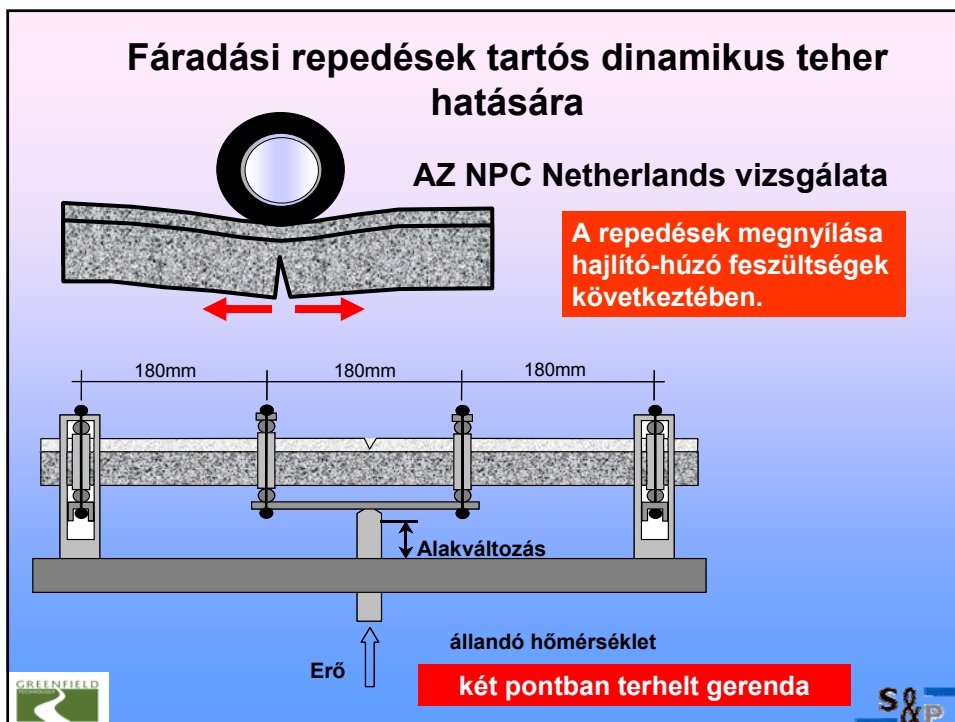 Fáradási repedések tartós dinamikus teher
hatására
AZ NPC Netherlands vizsgálata
A repedések megnyílása
hajlító-húzó feszültségek
következtében.
180mm 180mm 180mm
Alakváltozás
állandó hőmérséklet
Erő
két pontban terhelt gerenda
GREENFIELD
TECHNOLOGY
S&P